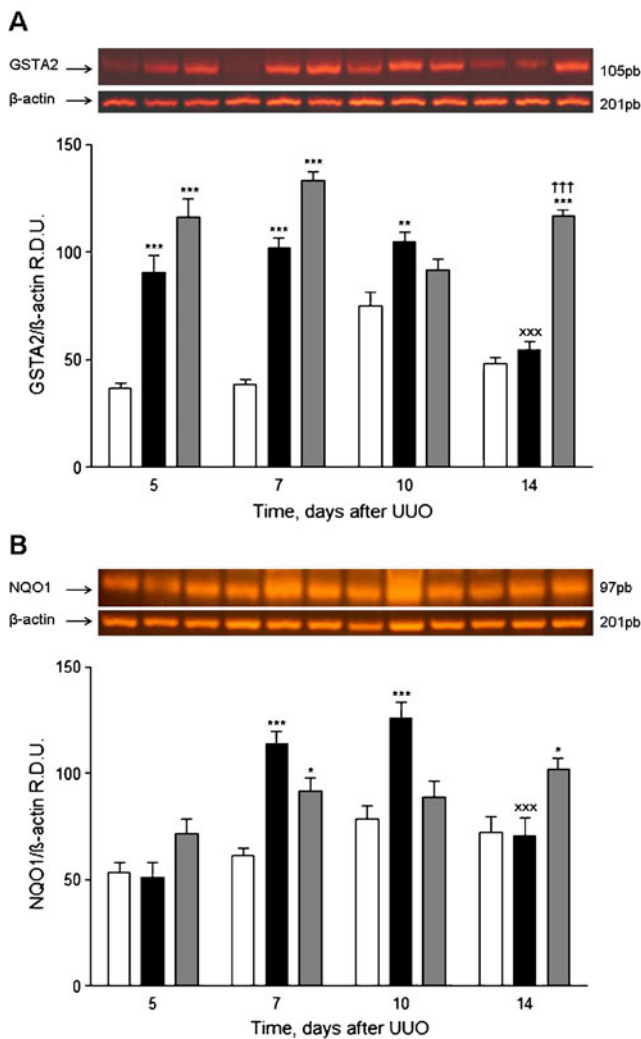 A
GSTA2
105pb
β-actin
201pb
150
***
***
***
***
**
†††
***
100
xxx
50
0
GSTA2/ß-actin R.D.U.
5 7 10 14
Time, days after UUO
B
NQO1
97pb
β-actin
201pb
150
***
***
*
*
xxx
100
50
0
NQO1/ß-actin R.D.U.
5 7 10 14
Time, days after UUO